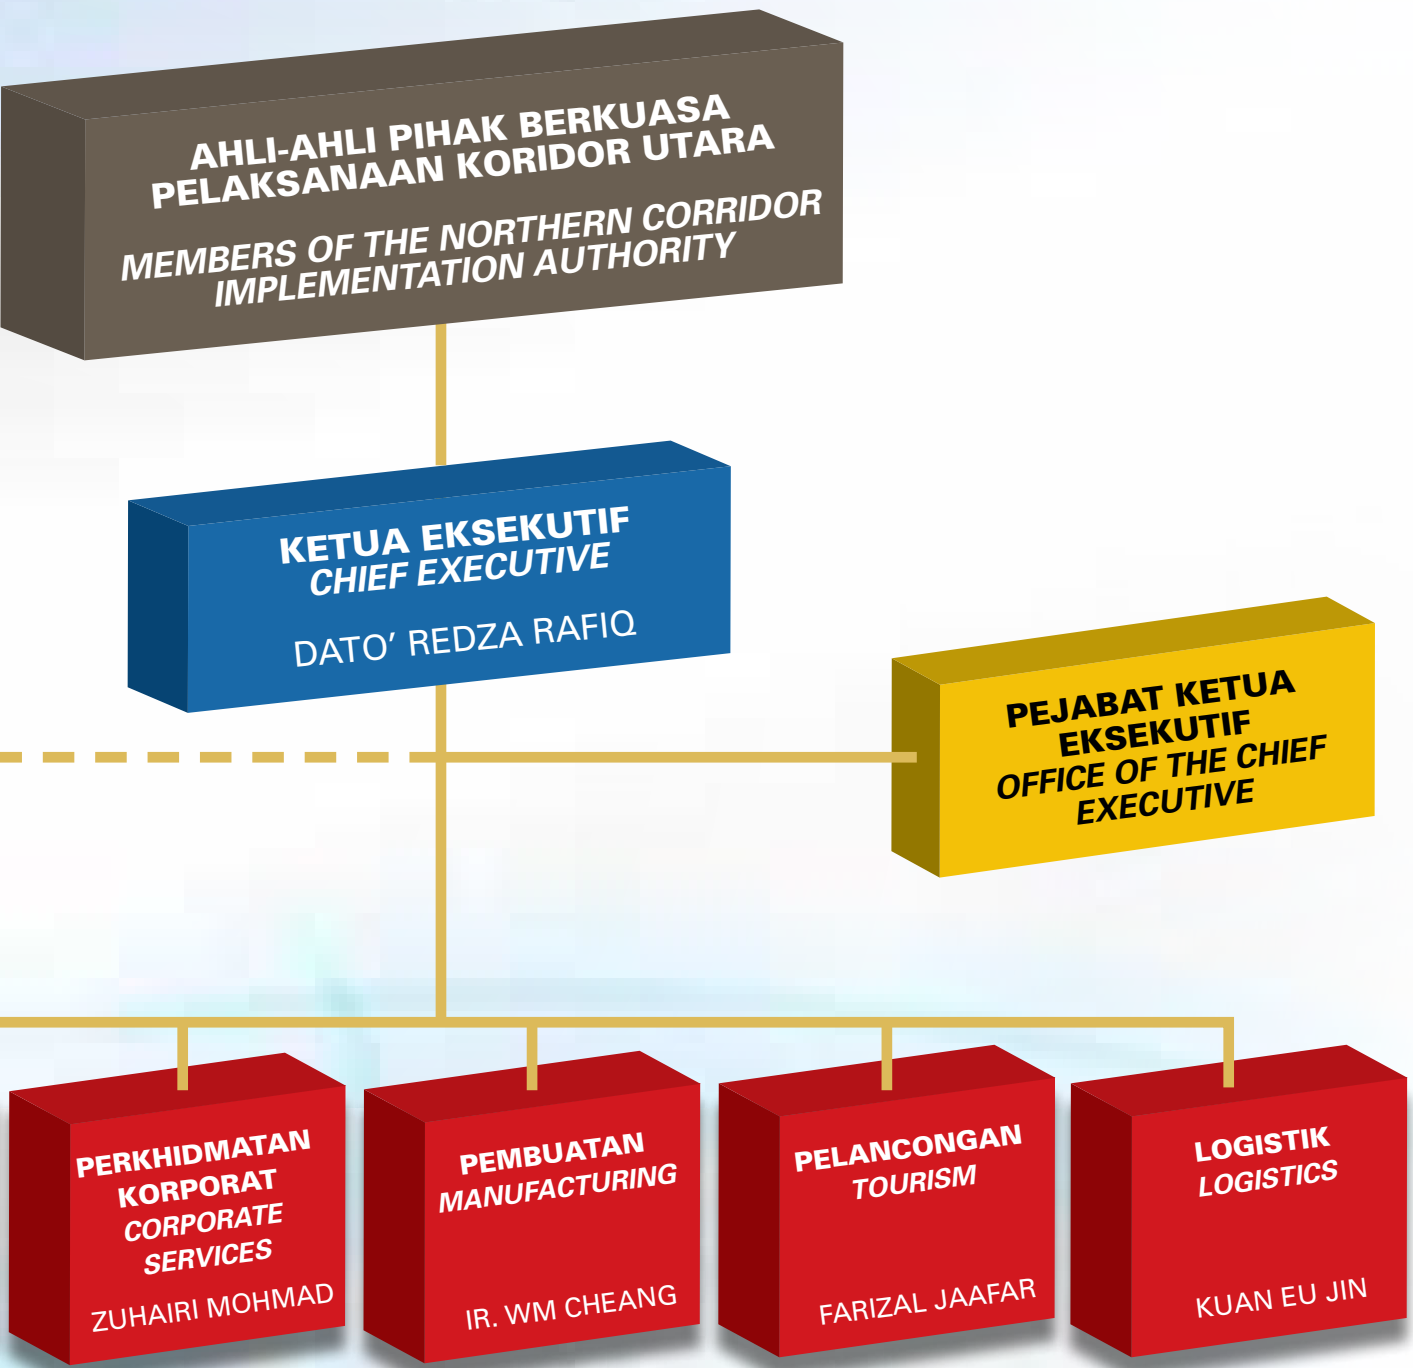 AHLI-AHLI PIHAK BERKUASA
PELAKSANAAN KORIDOR UTARA
MEMBERS OF THE NORTHERN CORRIDOR
IMPLEMENTATION AUTHORITY
KETUA EKSEKUTIF
CHIEF EXECUTIVE
DATO’ REDZA RAFIQ
PEJABAT KETUA
EKSEKUTIF
OFFICE OF THE CHIEF
EXECUTIVE
PERKHIDMATAN
KORPORAT
CORPORATE
SERVICES
ZUHAIRI MOHMAD
PEMBUATAN
MANUFACTURING
IR. WM CHEANG
PELANCONGAN
TOURISM
FARIZAL JAAFAR
LOGISTIK
LOGISTICS
KUAN EU JIN